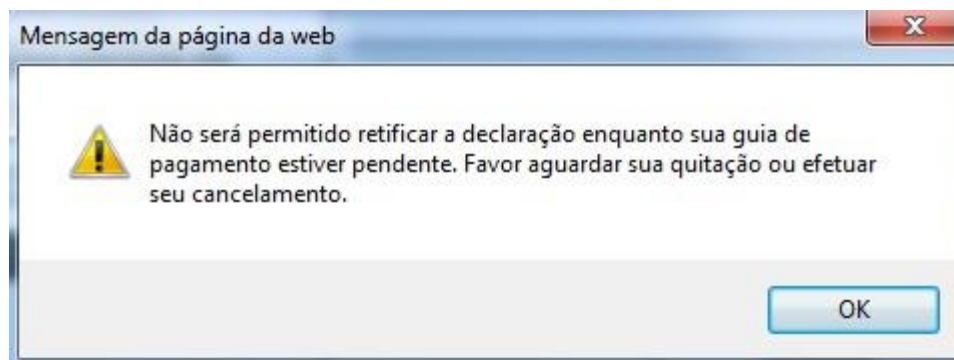 Mensagem da página da web
Não será permitido retificar a declaração enquanto sua guia de
pagamento estiver pendente. Favor aguardar sua quitação ou efetuar
seu cancelamento.
OK